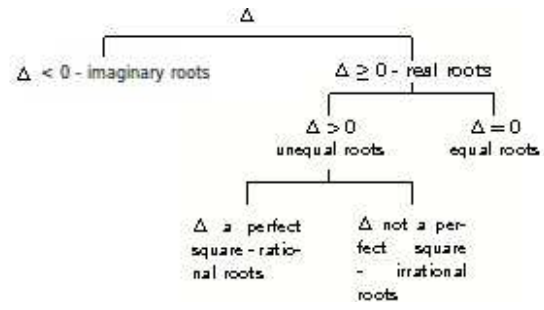 Δ
Δ < 0 - imaginary roots
Δ ≥ 0 - real roots
Δ > 0
unequal roots
Δ = 0
equal roots
Δ a perfect
square - ratio-
nal roots
Δ not a per-
fect square
- irrational
roots